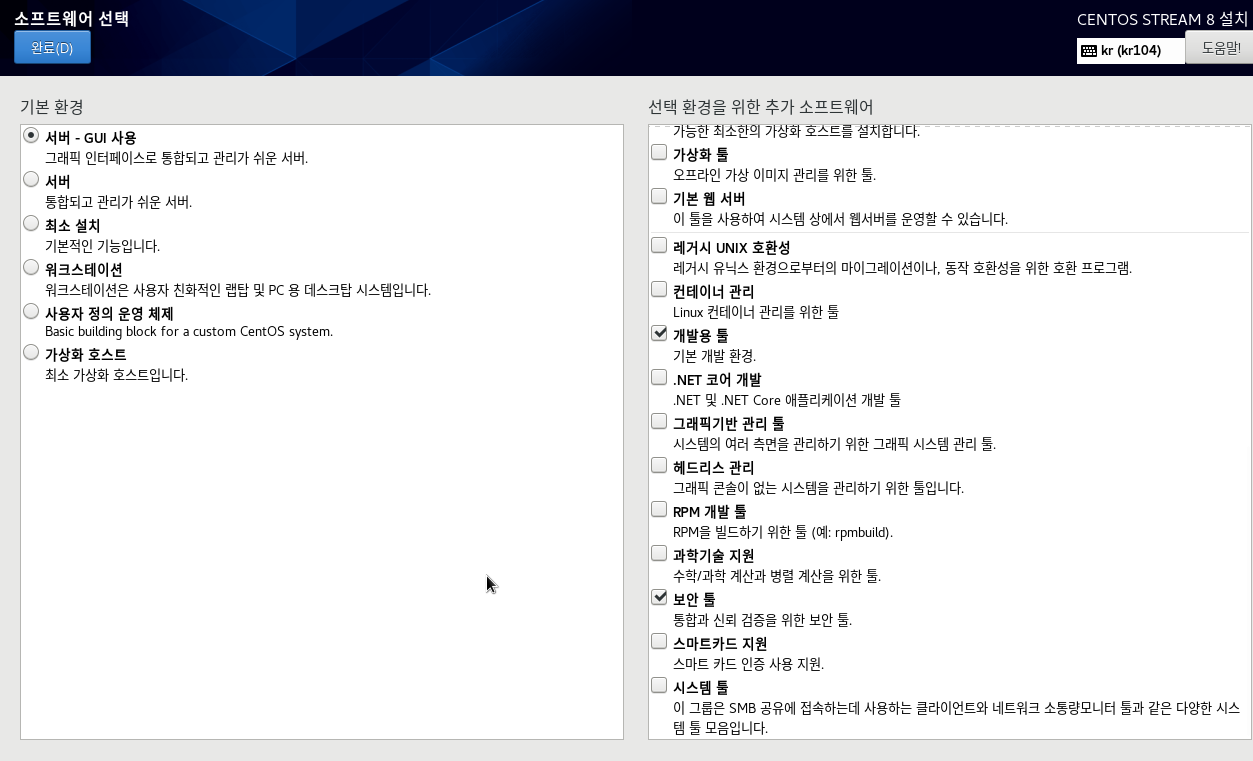 소프트웨어 선택
완료(D)
CENTOS STREAM 8 설치
kr (kr104)
도움말!
기본 환경
서버 - GUI 사용
그래픽 인터페이스로 통합되고 관리가 쉬운 서버.
서버
통합되고 관리가 쉬운 서버.
최소 설치
기본적인 기능입니다.
워크스테이션
워크스테이션은 사용자 친화적인 랩탑 및 PC 용 데스크탑 시스템입니다.
사용자 정의 운영 체제
Basic building block for a custom CentOS system.
가상화 호스트
최소 가상화 호스트입니다.
선택 환경을 위한 추가 소프트웨어
가능한 최소한의 가상화 호스트를 설치합니다.
가상화 툴
오프라인 가상 이미지 관리를 위한 툴.
기본 웹 서버
이 툴을 사용하여 시스템 상에서 웹서버를 운영할 수 있습니다.
레거시 UNIX 호환성
레거시 유닉스 환경으로부터의 마이그레이션이나, 동작 호환성을 위한 호환 프로그램.
컨테이너 관리
Linux 컨테이너 관리를 위한 툴
개발용 툴
기본 개발 환경.
.NET 코어 개발
.NET 및 .NET Core 애플리케이션 개발 툴
그래픽기반 관리 툴
시스템의 여러 측면을 관리하기 위한 그래픽 시스템 관리 툴.
헤드리스 관리
그래픽 콘솔이 없는 시스템을 관리하기 위한 툴입니다.
RPM 개발 툴
RPM을 빌드하기 위한 툴 (예: rpmbuild).
과학기술 지원
수학/과학 계산과 병렬 계산을 위한 툴.
보안 툴
통합과 신뢰 검증을 위한 보안 툴.
스마트카드 지원
스마트 카드 인증 사용 지원.
시스템 툴
이 그룹은 SMB 공유에 접속하는데 사용하는 클라이언트와 네트워크 소통량모니터 툴과 같은 다양한 시스
템 툴 모음입니다.